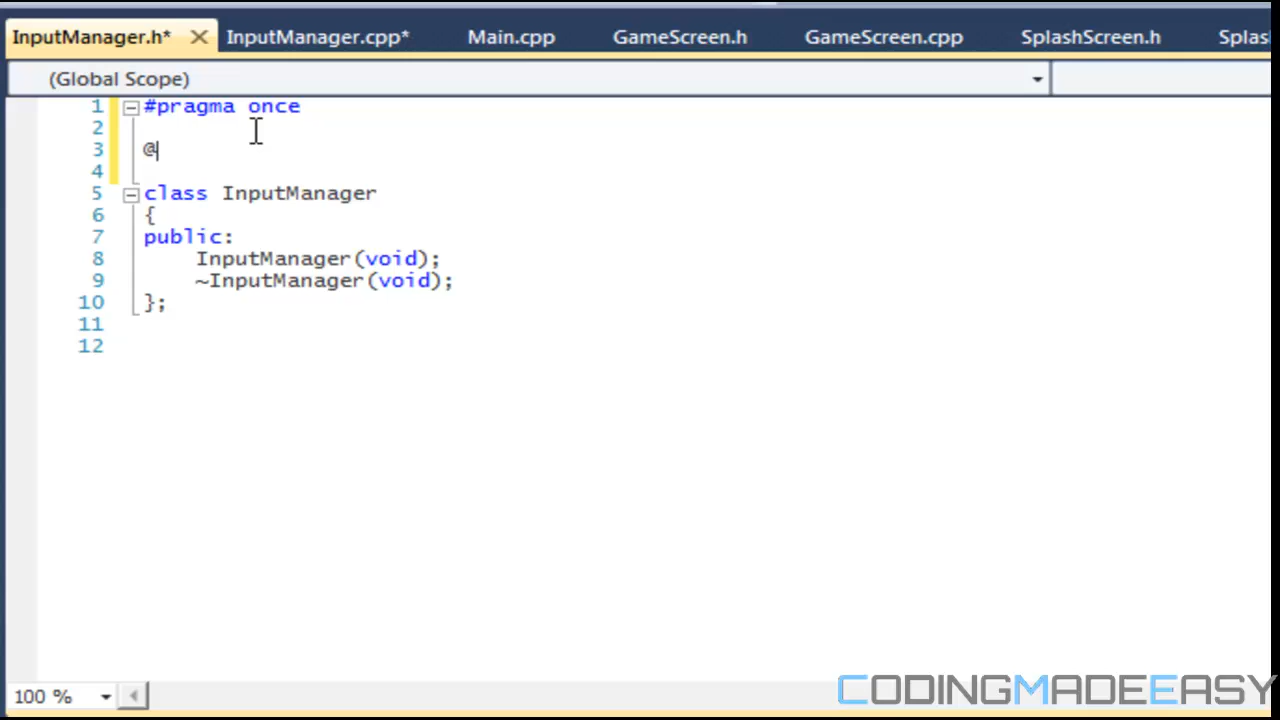 InputManager.h* InputManager.cpp* Main.cpp GameScreen.h GameScreen.cpp SplashScreen.h Splas
(Global Scope)
1 #pragma once
2
3 @
4
5 class InputManager
6 {
7 public:
8 InputManager(void);
9 ~InputManager(void);
10 };
11
12
100 %
CODINGMADEEASY